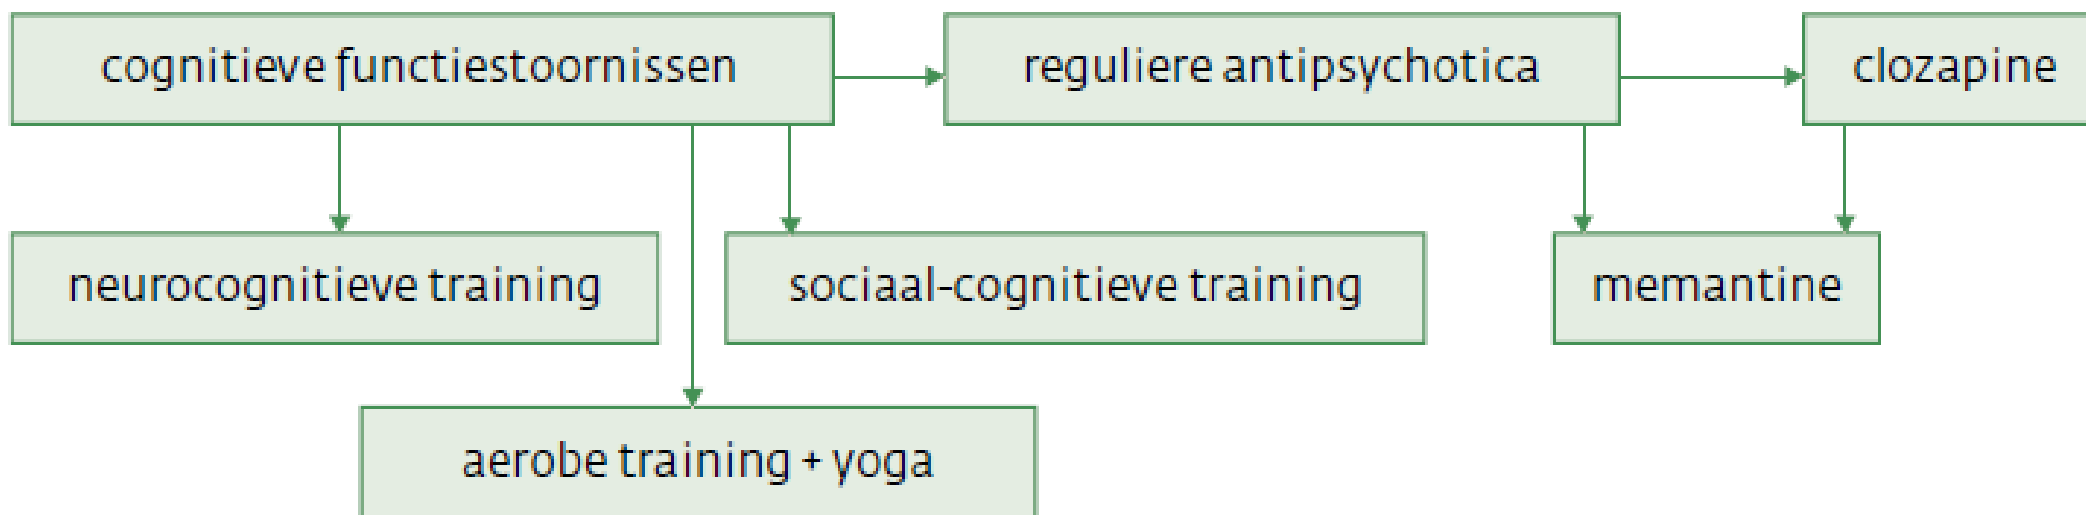 cognitieve functiestoornissen
reguliere antipsychotica
clozapine
neurocognitieve training
sociaal-cognitieve training
memantine
aerobe training + yoga